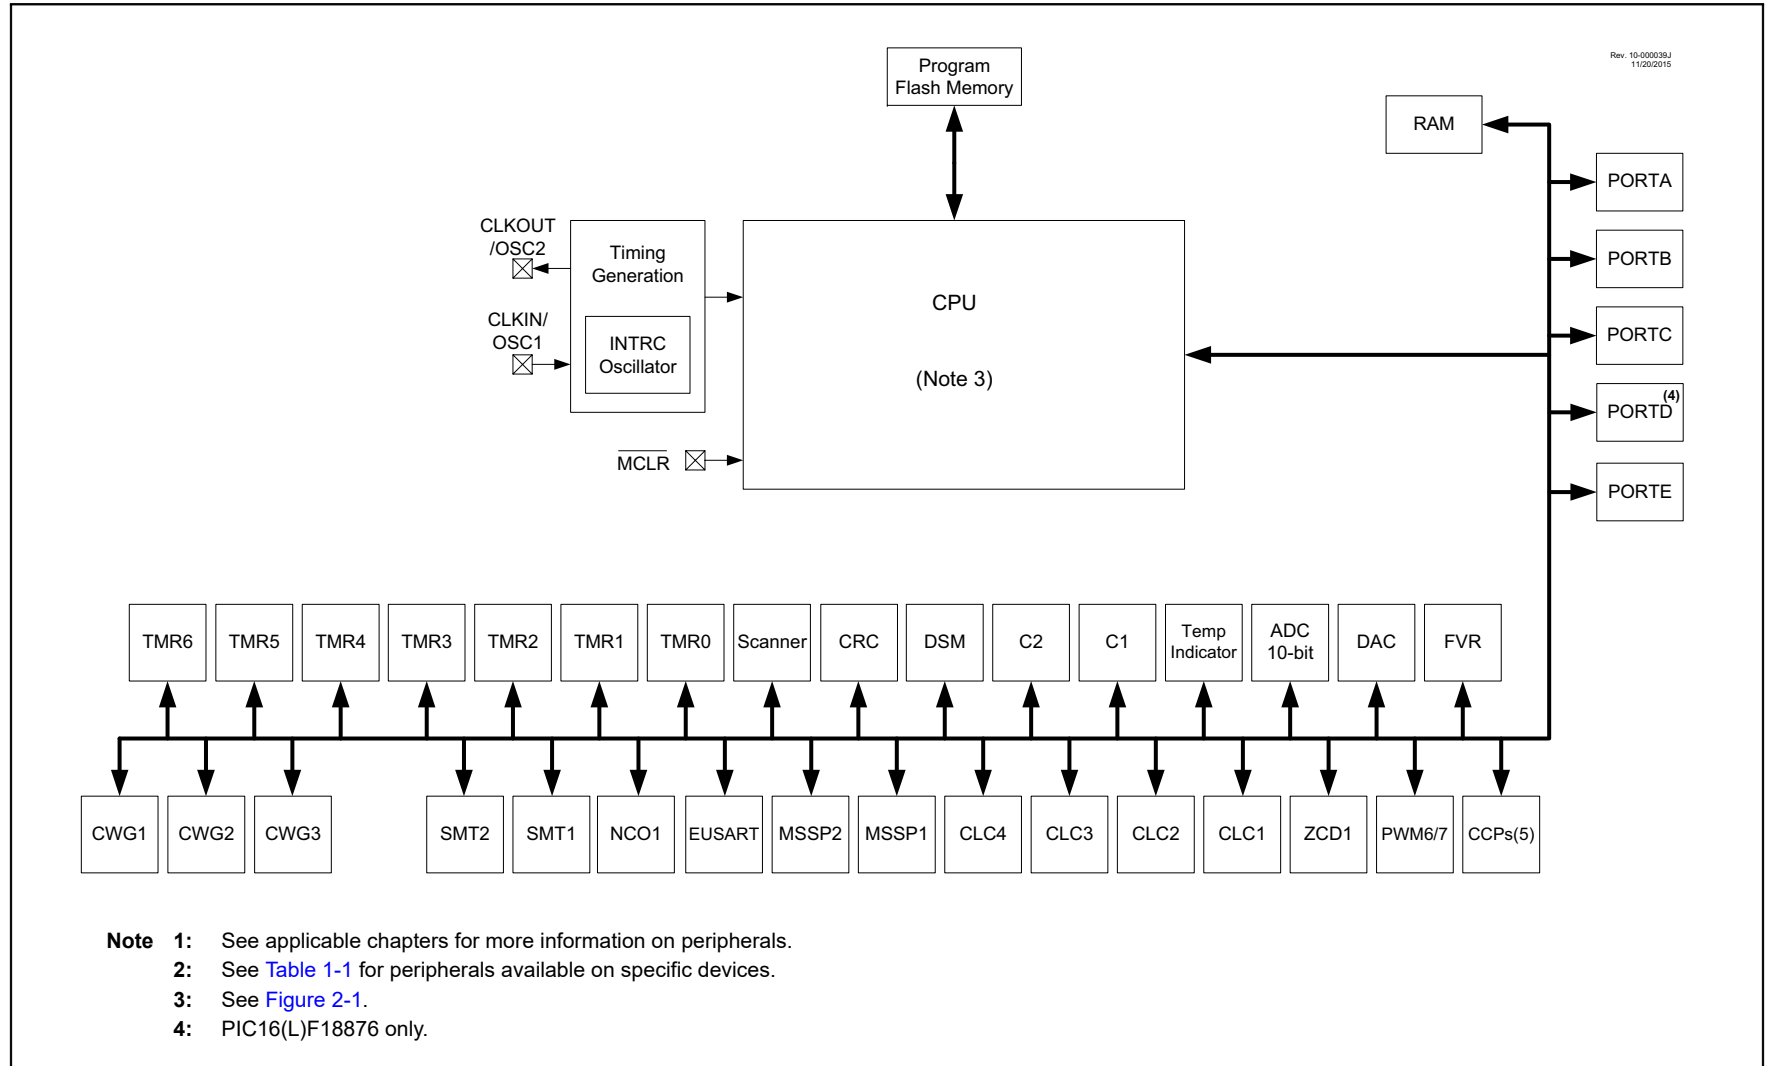 Rev. 10-000039J
11/20/2015
Program
Flash Memory
RAM
PORTA
CLKOUT
/OSC2
Timing
Generation
PORTB
CPU
CLKIN/
OSC1
INTRC
Oscillator
PORTC
(Note 3)
PORTD(4)
MCLR
PORTE
TMR6 TMR5 TMR4 TMR3 TMR2 TMR1 TMR0 Scanner CRC DSM C2 C1 Temp Indicator ADC 10-bit DAC FVR
CWG1 CWG2 CWG3 SMT2 SMT1 NCO1 EUSART MSSP2 MSSP1 CLC4 CLC3 CLC2 CLC1 ZCD1 PWM6/7 CCPs(5)
Note 1: See applicable chapters for more information on peripherals.
2: See Table 1-1 for peripherals available on specific devices.
3: See Figure 2-1.
4: PIC16(L)F18876 only.